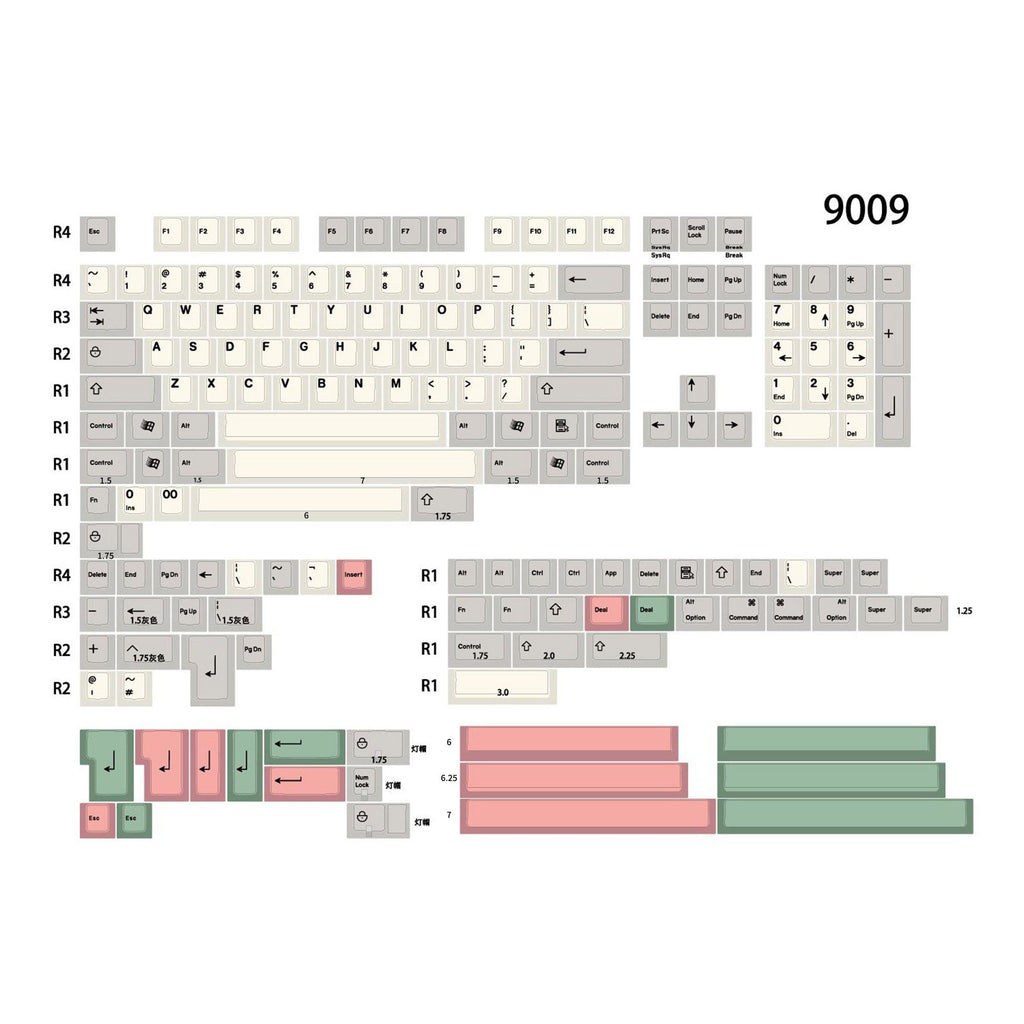 9009
R4 Esc F1 F2 F3 F4 F5 F6 F7 F8 F9 F10 F11 F12 Prt Sc SysRq Scroll Lock Pause Break
SysRq Break
R4 ~ ` ! 1 @ 2 # 3 $ 4 % 5 ^ 6 & 7 * 8 ( 9 ) 0 _ - + = ← Insert Home Pg Up Num Lock / * −
R3 Q W E R T Y U I O P { [ } ] ¦ \ Delete End Pg Dn 7 Home 8 ↑ 9 Pg Up +
R2 A S D F G H J K L : ; " ' 4 ← 5 6 →
R1 Z X C V B N M < , > . ? / ↑ 1 End 2 ↓ 3 Pg Dn
R1 Control Alt Alt Control ← ↓ → 0 Ins . Del
R1 Control 1.5 Alt 1.5 7 Alt 1.5 Control 1.5
R1 Fn 0 Ins 00 6 1.75
R2 1.75
R4 Delete End Pg Dn ← ¦ \ ~ ` ¬ ` Insert
R3 − ← 1.5灰色 Pg Up ¦ \ 1.5灰色
R2 + ^ 1.75灰色 Pg Dn
R2 @ ' ~ #
R1 Alt Alt Ctrl Ctrl App Delete End ¦ \ Super Super
R1 Fn Fn Deal Deal Alt Option ⌘ Command ⌘ Command Alt Option Super Super 1.25
R1 Control 1.75 2.0 2.25
R1 3.0
1.75 灯帽
Num Lock 灯帽
Esc Esc 灯帽
6
6.25
7